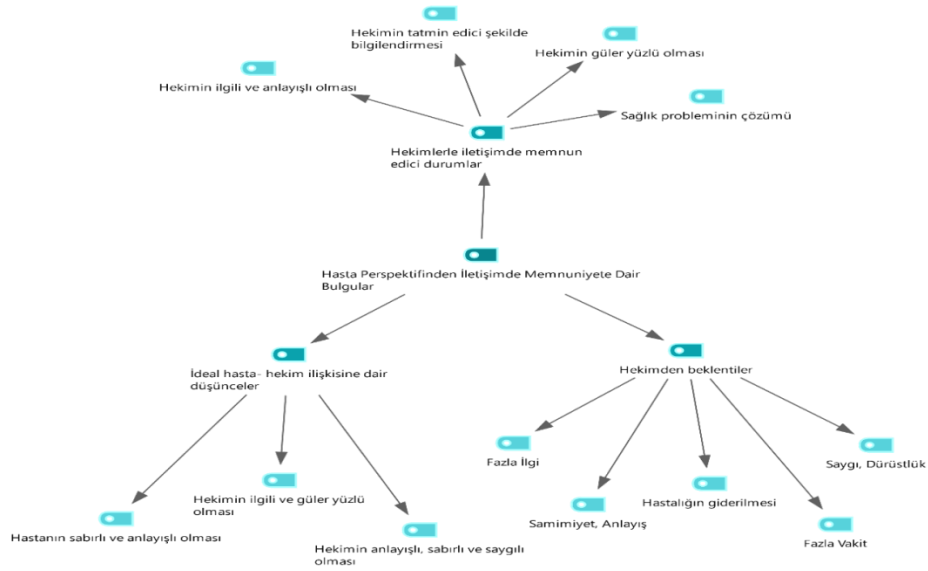 Hekimin tatmin edici şekilde
bilgilendirmesi
Hekimin güler yüzlü olması
Hekimin ilgili ve anlayışlı olması
Sağlık probleminin çözümü
Hekimlerle iletişimde memnun
edici durumlar
Hasta Perspektifinden İletişimde Memnuniyete Dair
Bulgular
İdeal hasta- hekim ilişkisine dair
düşünceler
Hekimden beklentiler
Fazla İlgi
Saygı, Dürüstlük
Hekimin ilgili ve güler yüzlü
olması
Hastalığın giderilmesi
Samimiyet, Anlayış
Hastanın sabırlı ve anlayışlı olması
Hekimin anlayışlı, sabırlı ve saygılı
olması
Fazla Vakit